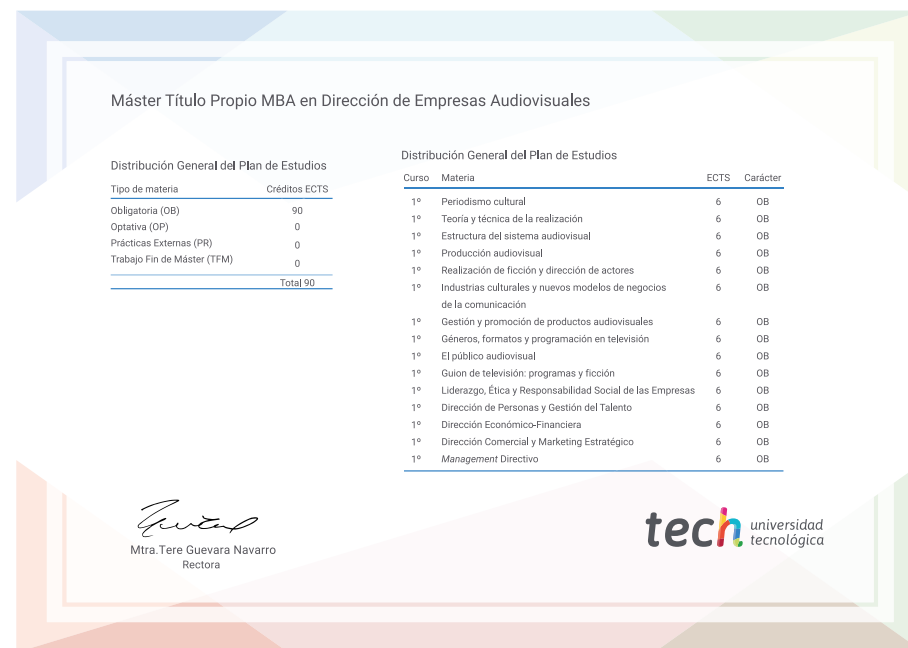 Máster Título Propio MBA en Dirección de Empresas Audiovisuales
Distribución General del Plan de Estudios
Tipo de materia Créditos ECTS
Obligatoria (OB) 90
Optativa (OP) 0
Prácticas Externas (PR) 0
Trabajo Fin de Máster (TFM) 0
Total 90
Distribución General del Plan de Estudios
Curso Materia ECTS Carácter
1º Periodismo cultural 6 OB
1º Teoría y técnica de la realización 6 OB
1º Estructura del sistema audiovisual 6 OB
1º Producción audiovisual 6 OB
1º Realización de ficción y dirección de actores 6 OB
1º Industrias culturales y nuevos modelos de negocios 6 OB
de la comunicación
1º Gestión y promoción de productos audiovisuales 6 OB
1º Géneros, formatos y programación en televisión 6 OB
1º El público audiovisual 6 OB
1º Guion de televisión: programas y ficción 6 OB
1º Liderazgo, Ética y Responsabilidad Social de las Empresas 6 OB
1º Dirección de Personas y Gestión del Talento 6 OB
1º Dirección Económico-Financiera 6 OB
1º Dirección Comercial y Marketing Estratégico 6 OB
1º Management Directivo 6 OB
Mtra.Tere Guevara Navarro
Rectora
tech universidad
tecnológica